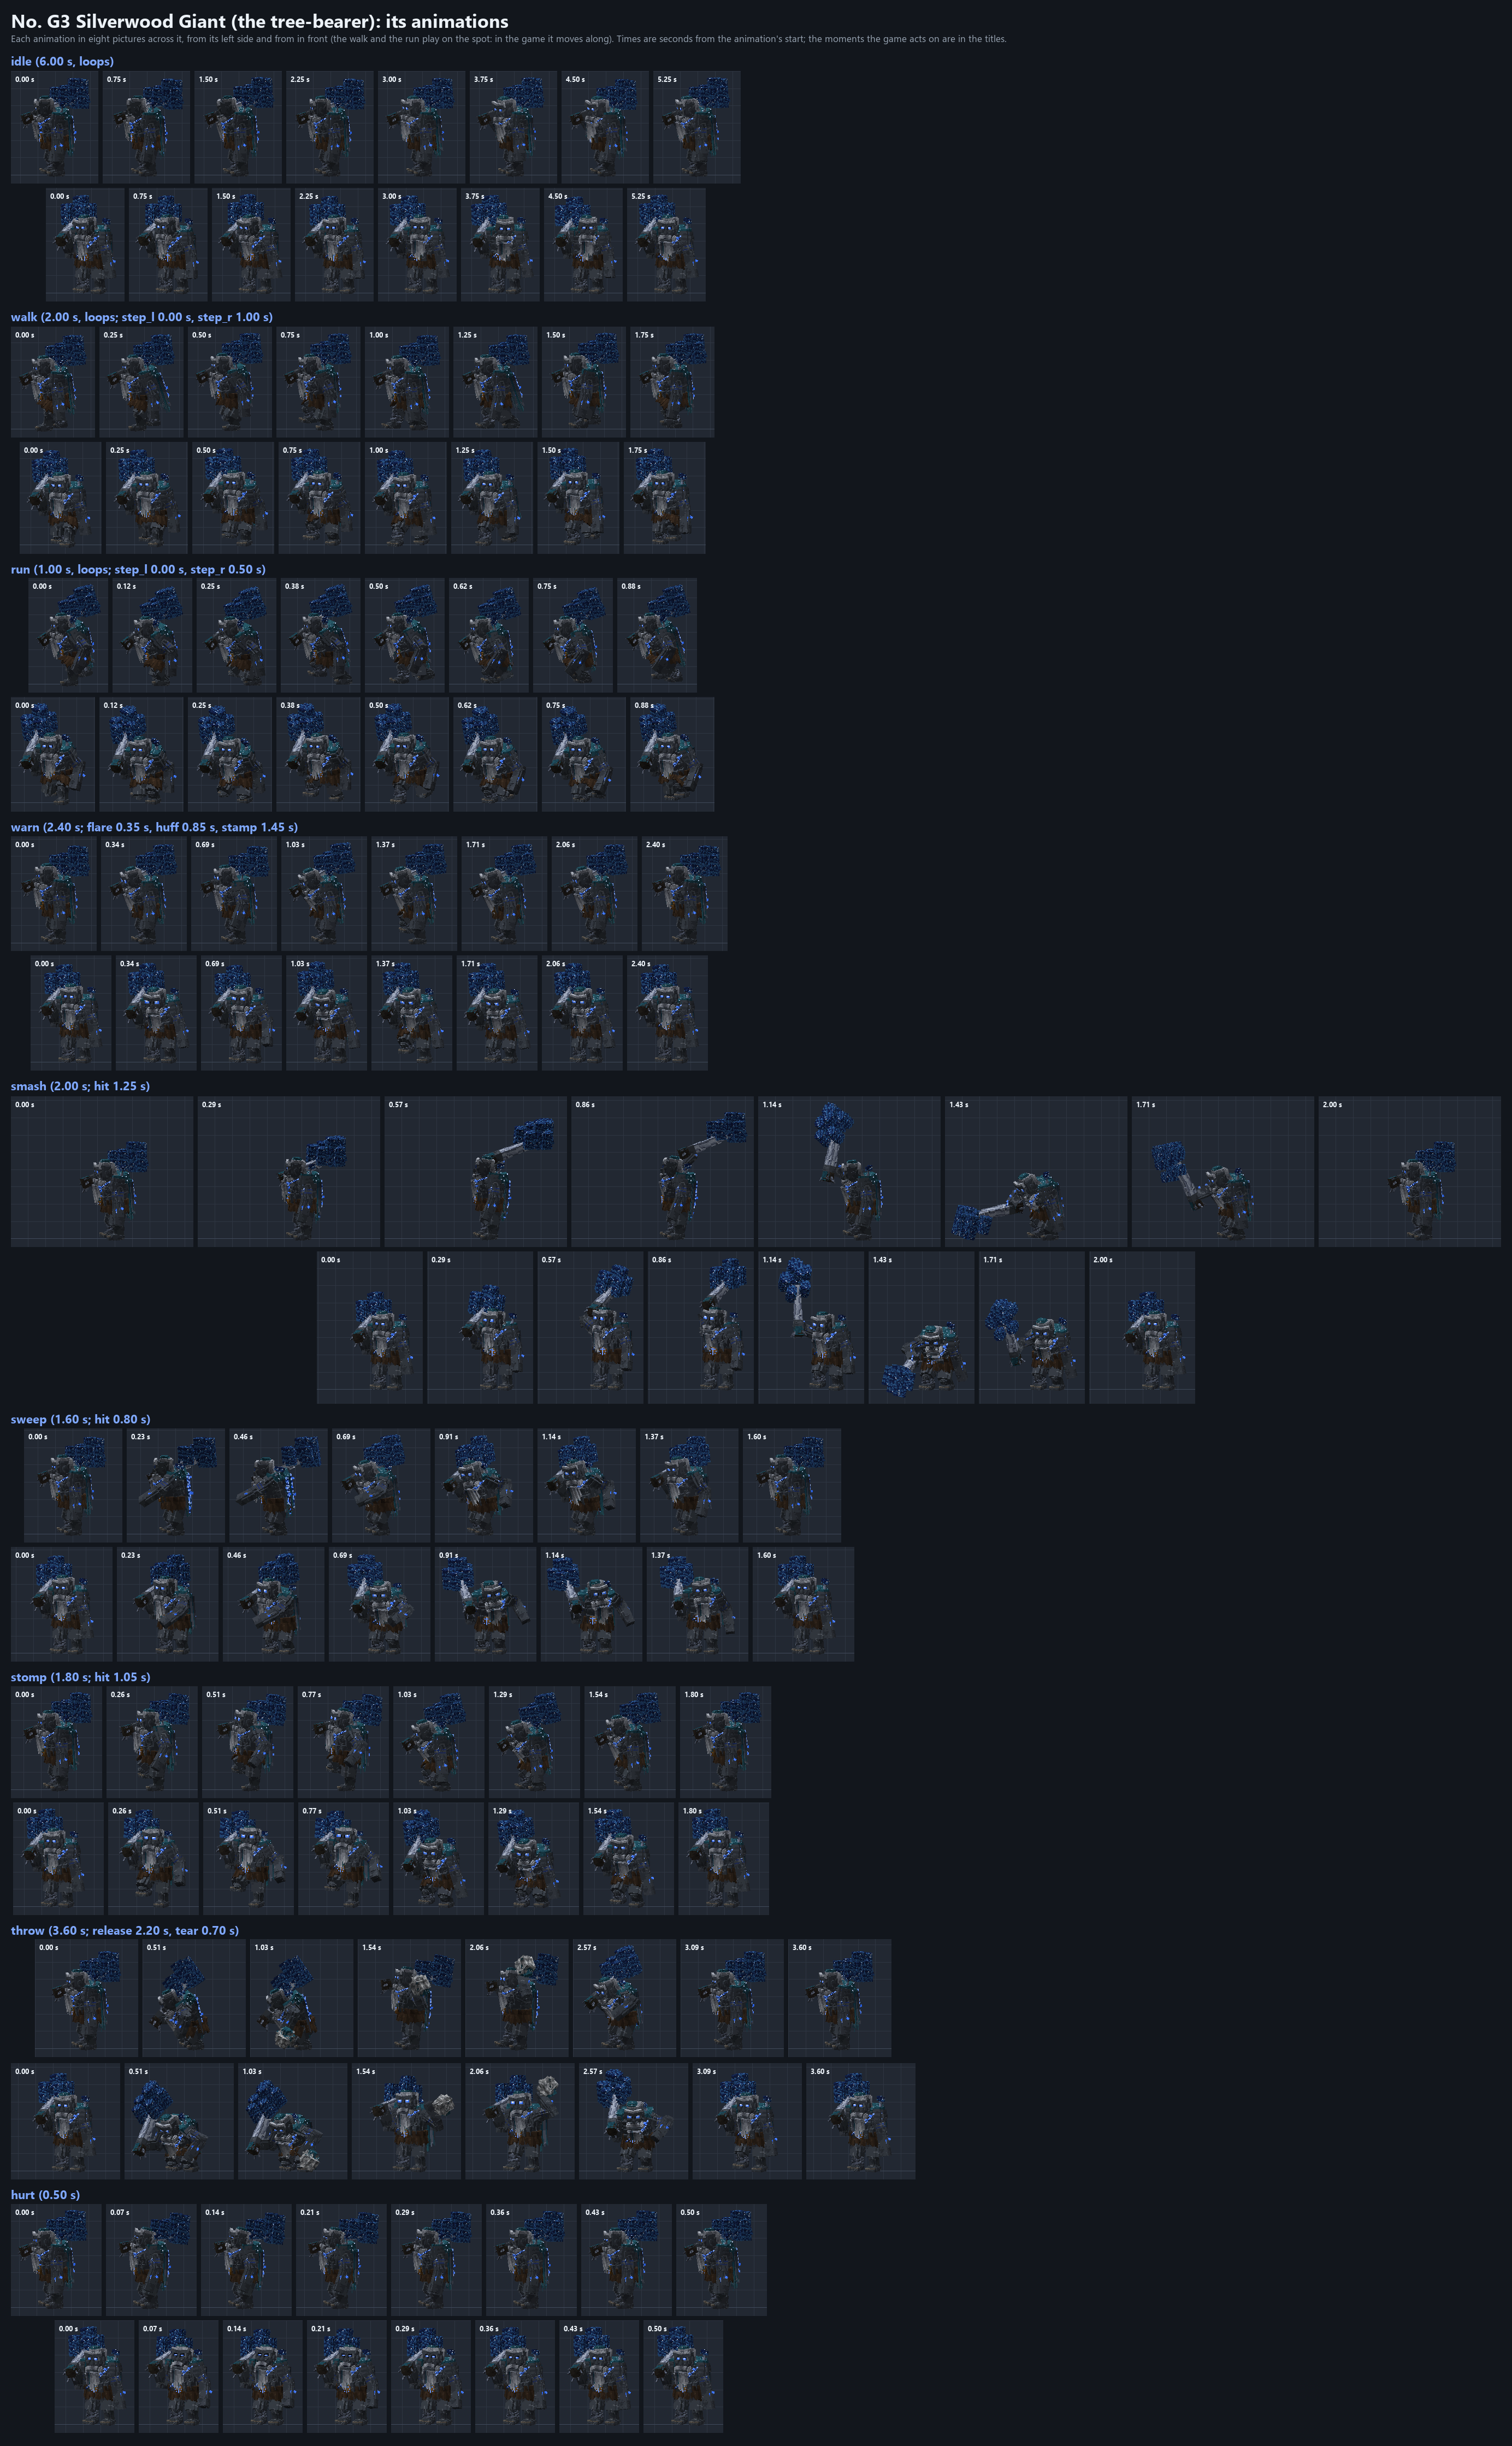 No. G3 Silverwood Giant (the tree-bearer): its animations
Each animation in eight pictures across it, from its left side and from in front (the walk and the run play on the spot: in the game it moves along). Times are seconds from the animation's start; the moments the game acts on are in the titles.
idle (6.00 s, loops)
0.00 s 0.75 s 1.50 s 2.25 s 3.00 s 3.75 s 4.50 s 5.25 s
0.00 s 0.75 s 1.50 s 2.25 s 3.00 s 3.75 s 4.50 s 5.25 s
walk (2.00 s, loops; step_l 0.00 s, step_r 1.00 s)
0.00 s 0.25 s 0.50 s 0.75 s 1.00 s 1.25 s 1.50 s 1.75 s
0.00 s 0.25 s 0.50 s 0.75 s 1.00 s 1.25 s 1.50 s 1.75 s
run (1.00 s, loops; step_l 0.00 s, step_r 0.50 s)
0.00 s 0.12 s 0.25 s 0.38 s 0.50 s 0.62 s 0.75 s 0.88 s
0.00 s 0.12 s 0.25 s 0.38 s 0.50 s 0.62 s 0.75 s 0.88 s
warn (2.40 s; flare 0.35 s, huff 0.85 s, stamp 1.45 s)
0.00 s 0.34 s 0.69 s 1.03 s 1.37 s 1.71 s 2.06 s 2.40 s
0.00 s 0.34 s 0.69 s 1.03 s 1.37 s 1.71 s 2.06 s 2.40 s
smash (2.00 s; hit 1.25 s)
0.00 s 0.29 s 0.57 s 0.86 s 1.14 s 1.43 s 1.71 s 2.00 s
0.00 s 0.29 s 0.57 s 0.86 s 1.14 s 1.43 s 1.71 s 2.00 s
sweep (1.60 s; hit 0.80 s)
0.00 s 0.23 s 0.46 s 0.69 s 0.91 s 1.14 s 1.37 s 1.60 s
0.00 s 0.23 s 0.46 s 0.69 s 0.91 s 1.14 s 1.37 s 1.60 s
stomp (1.80 s; hit 1.05 s)
0.00 s 0.26 s 0.51 s 0.77 s 1.03 s 1.29 s 1.54 s 1.80 s
0.00 s 0.26 s 0.51 s 0.77 s 1.03 s 1.29 s 1.54 s 1.80 s
throw (3.60 s; release 2.20 s, tear 0.70 s)
0.00 s 0.51 s 1.03 s 1.54 s 2.06 s 2.57 s 3.09 s 3.60 s
0.00 s 0.51 s 1.03 s 1.54 s 2.06 s 2.57 s 3.09 s 3.60 s
hurt (0.50 s)
0.00 s 0.07 s 0.14 s 0.21 s 0.29 s 0.36 s 0.43 s 0.50 s
0.00 s 0.07 s 0.14 s 0.21 s 0.29 s 0.36 s 0.43 s 0.50 s